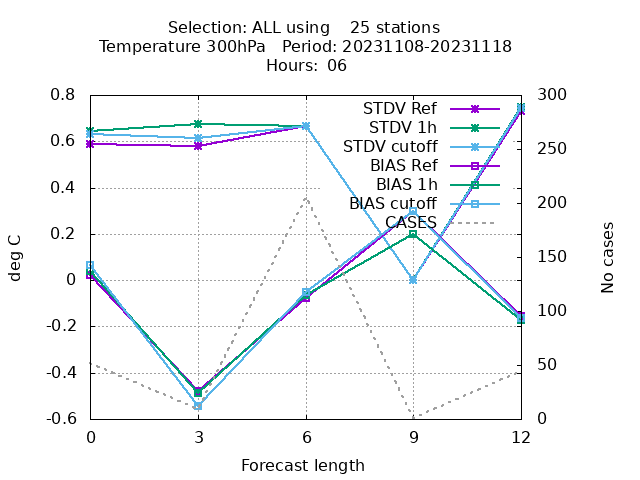 Selection: ALL using    25 stations
Temperature 300hPa   Period: 20231108-20231118
Hours:  06
0.8
0.6
0.4
0.2
0
-0.2
-0.4
-0.6
deg C
STDV Ref
STDV 1h
STDV cutoff
BIAS Ref
BIAS 1h
BIAS cutoff
CASES
300
250
200
150
100
50
0
No cases
0 3 6 9 12
Forecast length